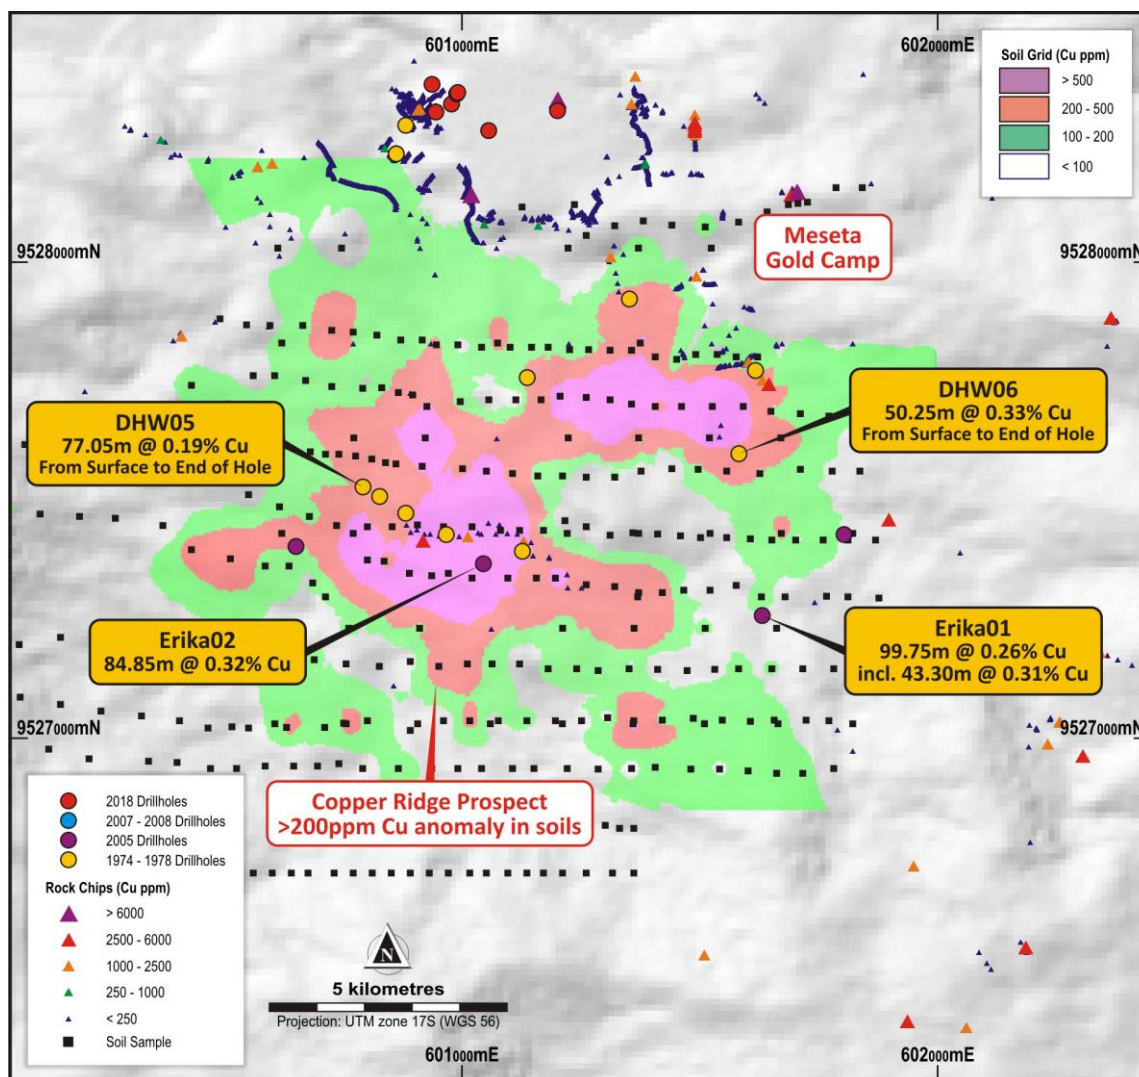 601000mE
602000mE
Soil Grid (Cu ppm)
> 500
200 - 500
100 - 200
< 100
Meseta
Gold Camp
9528000mN
9528000mN
DHW05
77.05m @ 0.19% Cu
From Surface to End of Hole
DHW06
50.25m @ 0.33% Cu
From Surface to End of Hole
Erika02
84.85m @ 0.32% Cu
Erika01
99.75m @ 0.26% Cu
incl. 43.30m @ 0.31% Cu
9527000mN
9527000mN
Copper Ridge Prospect
>200ppm Cu anomaly in soils
2018 Drillholes
2007 - 2008 Drillholes
2005 Drillholes
1974 - 1978 Drillholes
Rock Chips (Cu ppm)
> 6000
2500 - 6000
1000 - 2500
250 - 1000
< 250
Soil Sample
N
5 kilometres
Projection: UTM zone 17S (WGS 56)
601000mE
602000mE